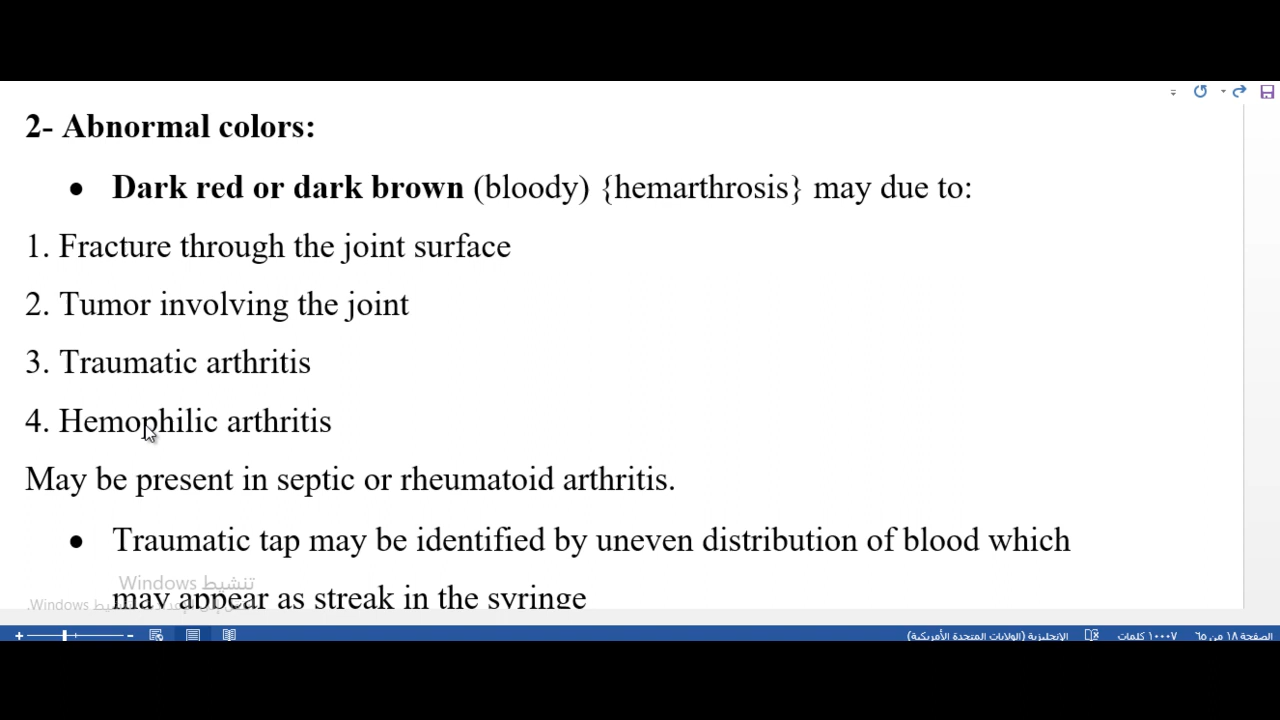 2- Abnormal colors:
• Dark red or dark brown (bloody) {hemarthrosis} may due to:
1. Fracture through the joint surface
2. Tumor involving the joint
3. Traumatic arthritis
4. Hemophilic arthritis
May be present in septic or rheumatoid arthritis.
• Traumatic tap may be identified by uneven distribution of blood which
may appear as streak in the syringe
تنشيط Windows
Windows
الصفحة ١٨ من ٦٥
١٠٠٠٧ كلمات
الإنجليزية (الولايات المتحدة الأمريكية)